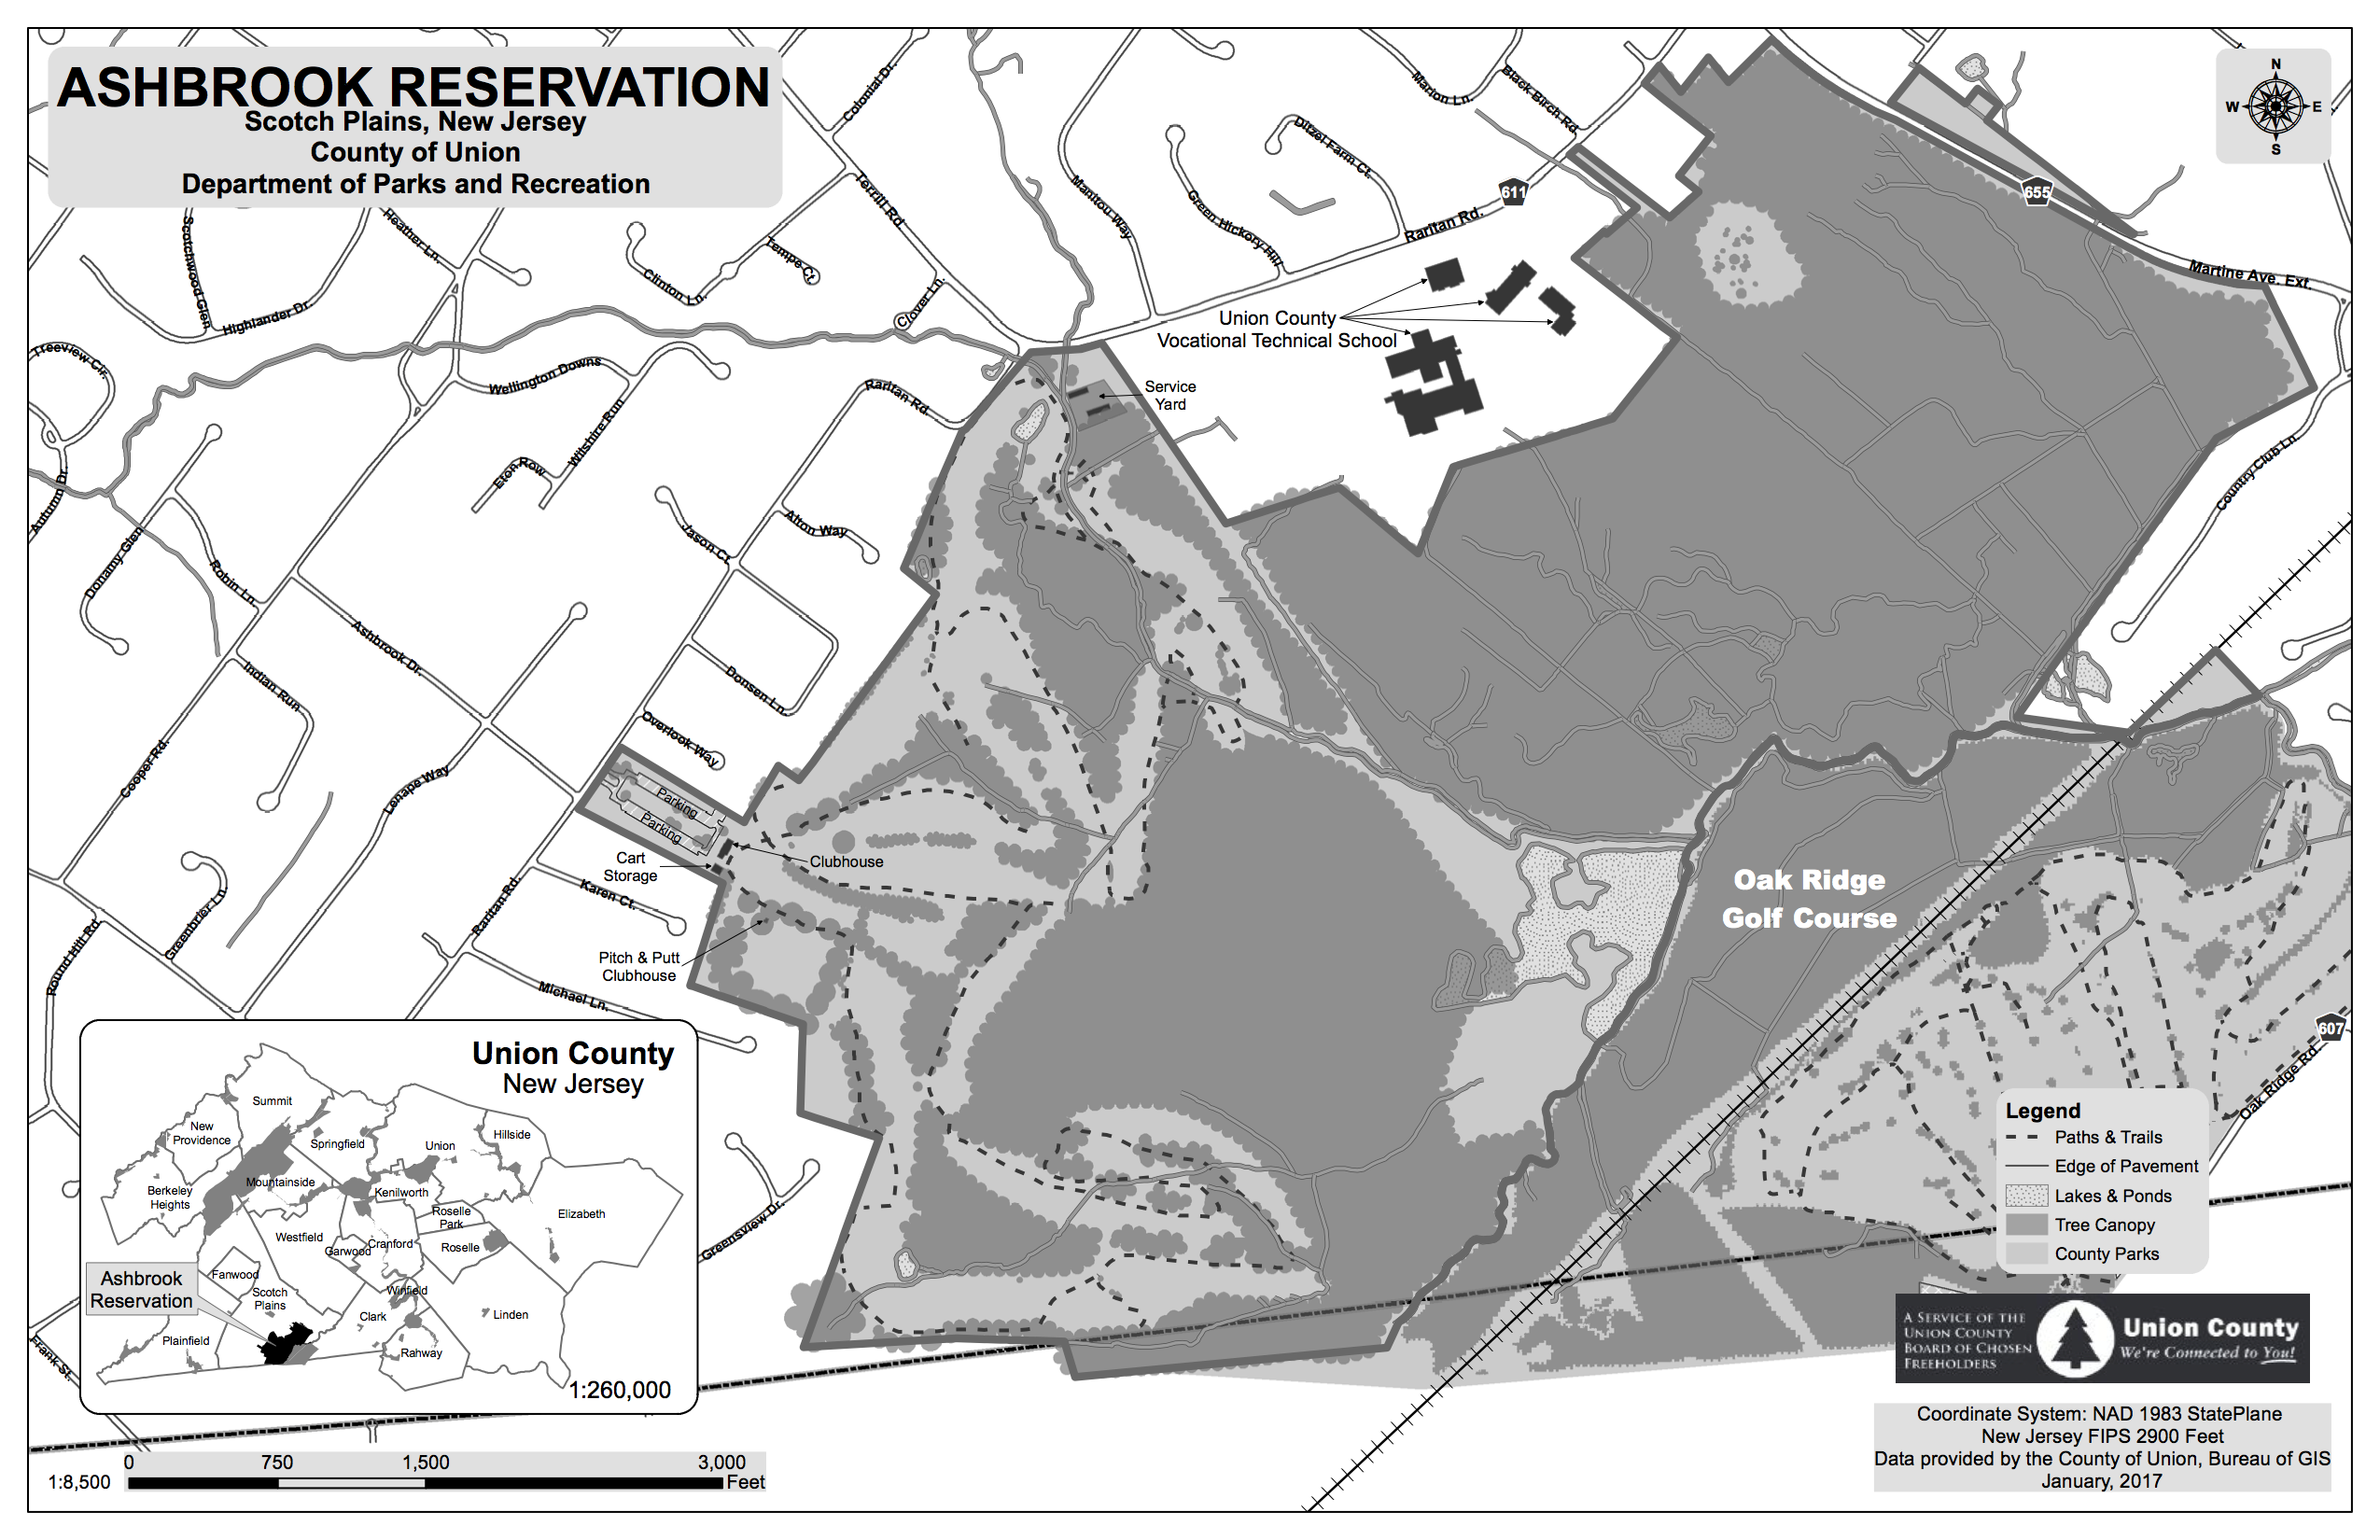 ASHBROOK RESERVATION
Scotch Plains, New Jersey
County of Union
Department of Parks and Recreation
N
W
E
S
Colonial Dr.
Terrill Rd
Heather Ln.
Scotchwood Glen
Highlander Dr.
Clinton Ln.
Tempe Ct.
Clover Ln.
Manitou Way
Green Hickory Hill
Ditzel Farm Ct.
Marion Ln.
Black Birch Rd
611
Raritan Rd.
655
Martine Ave. Ext.
Country Club Ln.
Union County
Vocational Technical School
Service
Yard
Treeview Cir.
Wellington Downs
Wilshire Run
Eton Row
Raritan Rd.
Autumn Dr.
Donamy Glen
Robin Ln.
Jason Ct.
Alton Way
Ashbrook Dr.
Indian Run
Donsen Ln.
Overlook Way
Cooper Rd.
Lenape Way
Parking
Parking
Clubhouse
Cart
Storage
Karen Ct.
Raritan Rd.
Greenbrier Ln.
Round Hill Rd.
Pitch & Putt
Clubhouse
Michael Ln.
Oak Ridge
Golf Course
607
Oak Ridge Rd.
Greensview Dr.
Frank St.
Union County
New Jersey
Summit
New
Providence
Springfield
Union
Hillside
Berkeley
Heights
Mountainside
Kenilworth
Roselle
Park
Elizabeth
Westfield
Garwood
Cranford
Roselle
Fanwood
Scotch
Plains
Winfield
Clark
Linden
Plainfield
Rahway
Ashbrook
Reservation
1:260,000
Legend
Paths & Trails
Edge of Pavement
Lakes & Ponds
Tree Canopy
County Parks
A SERVICE OF THE
UNION COUNTY
BOARD OF CHOSEN
FREEHOLDERS
Union County
We're Connected to You!
Coordinate System: NAD 1983 StatePlane
New Jersey FIPS 2900 Feet
Data provided by the County of Union, Bureau of GIS
January, 2017
0 750 1,500 3,000
1:8,500
Feet